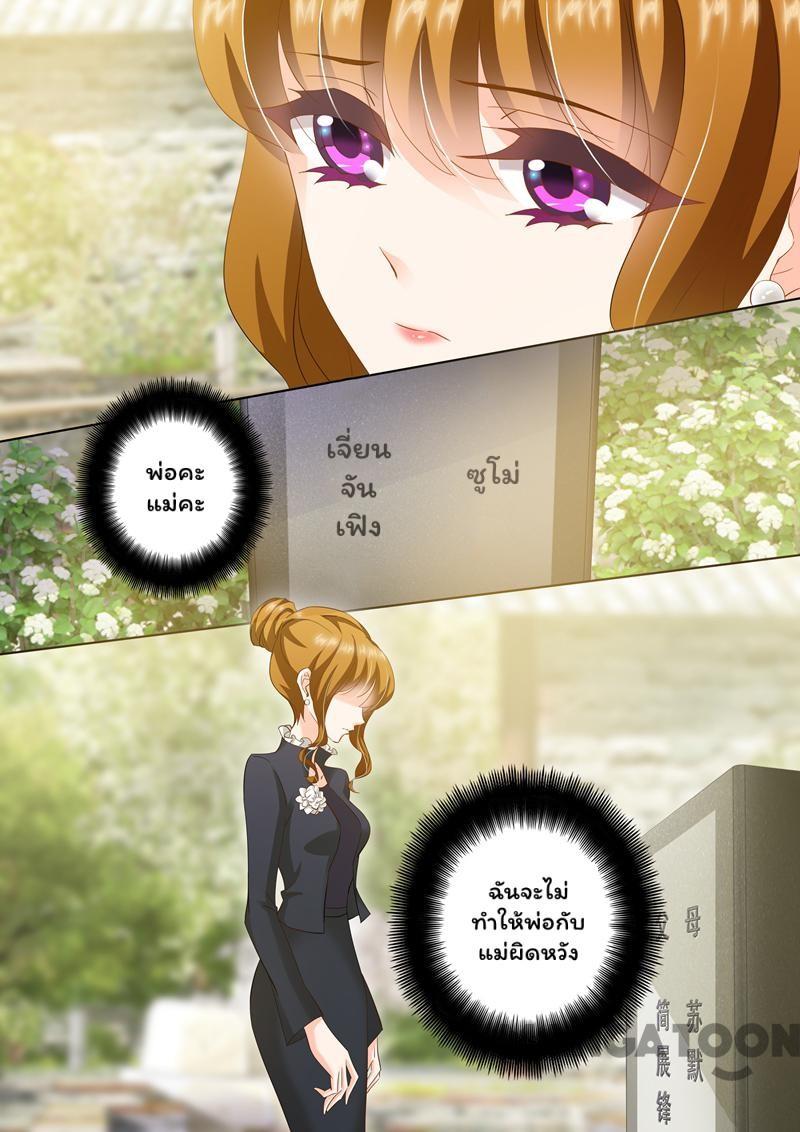 พ่อคะ
แม่คะ
เจี่ยน
จัน
เฟิง
ซูโม่
ฉันจะไม่
ทำให้พ่อกับ
แม่ผิดหวัง
母 苏默
父 简展锋